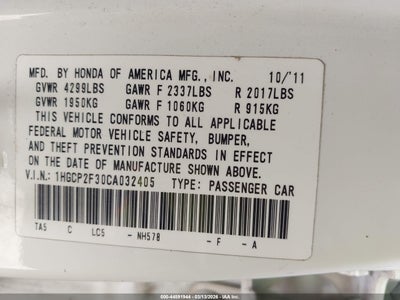 MFD. BY HONDA OF AMERICA MFG., INC. 10/'11
GVWR 4299LBS GAWR F 2337LBS R 2017LBS
GVWR 1950KG GAWR F 1060KG R 915KG
THIS VEHICLE CONFORMS TO ALL APPLICABLE
FEDERAL MOTOR VEHICLE SAFETY, BUMPER,
AND THEFT PREVENTION STANDARDS IN EFFECT
ON THE DATE OF MANUFACTURE SHOWN ABOVE.
V.I.N.: 1HGCP2F30CA032405 TYPE: PASSENGER CAR
TA5 C LC5 - NH578 - F - A
600-44591944 - 03/13/2026 - IAA Inc.